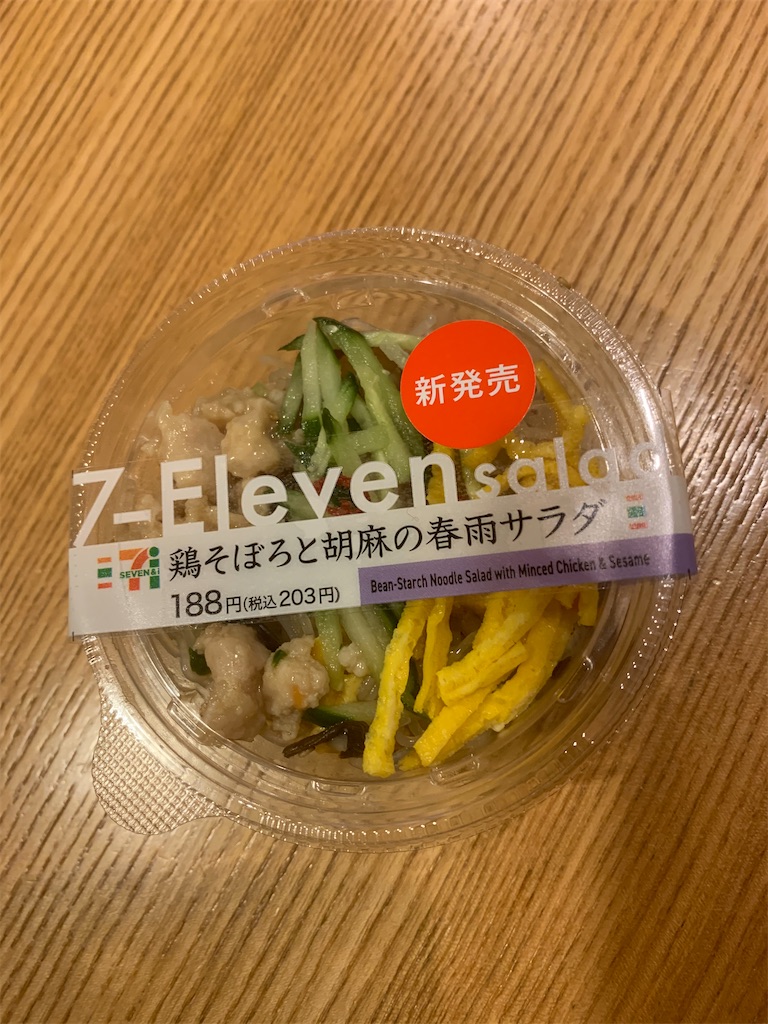 新発売
7-Eleven salad
SEVEN&i
鶏そぼろと胡麻の春雨サラダ
188円(税込203円)
Bean-Starch Noodle Salad with Minced Chicken & Sesame